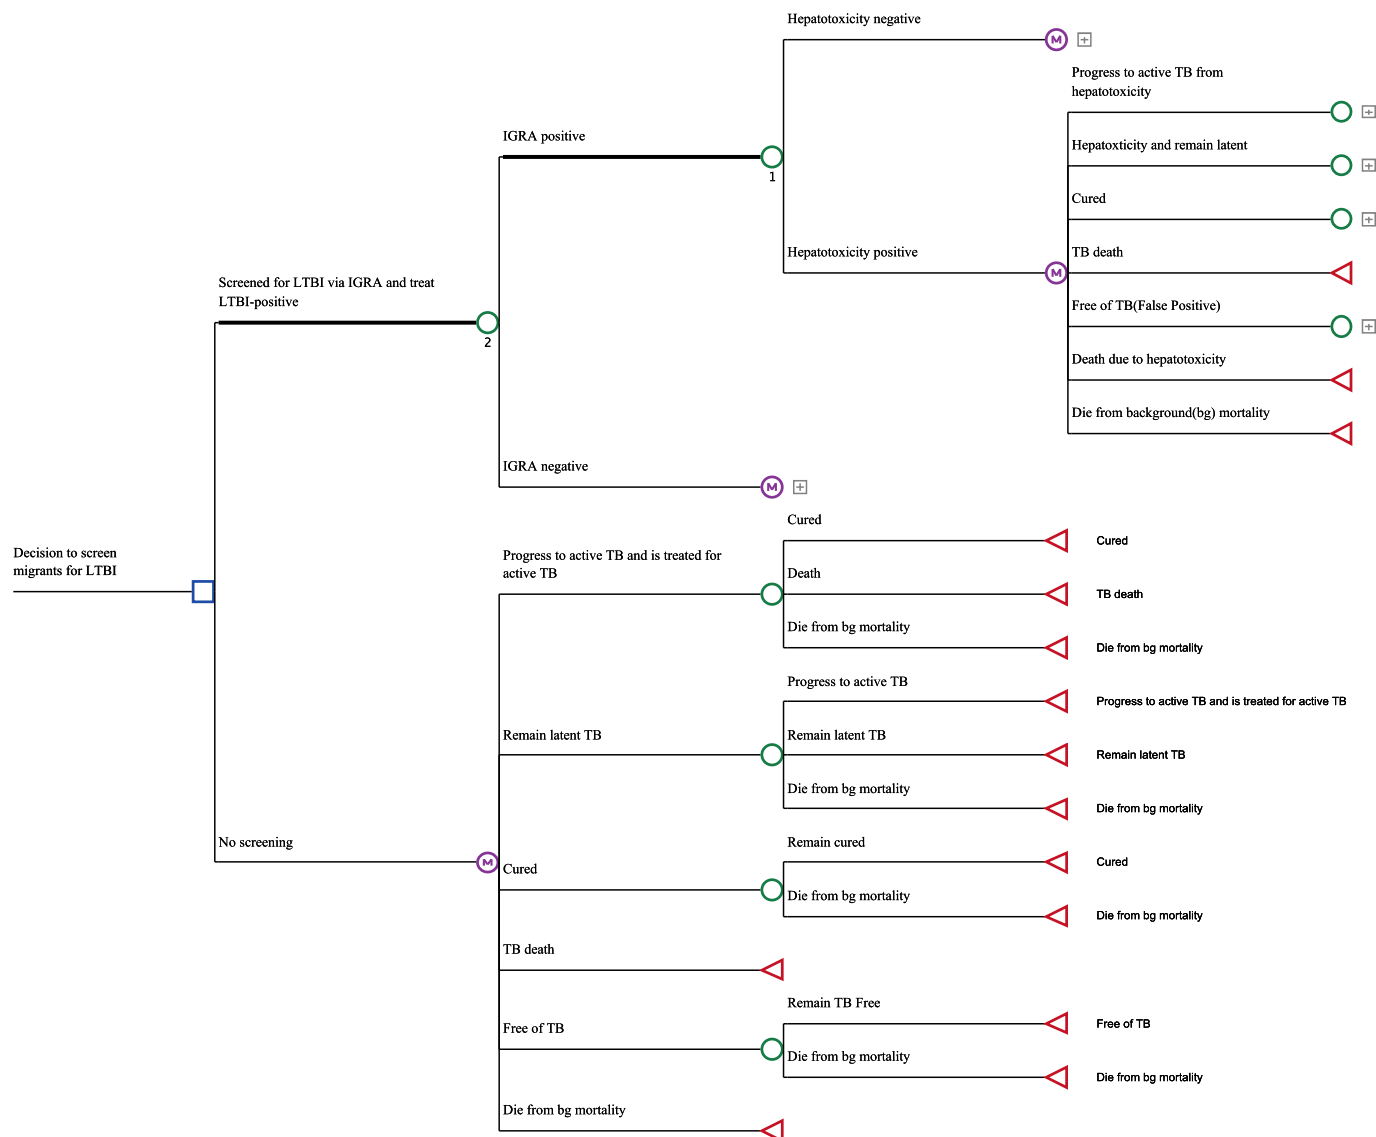 Hepatotoxicity negative
M
Progress to active TB from
hepatotoxicity
IGRA positive
1
Hepatoxticity and remain latent
Cured
Hepatotoxicity positive
M
TB death
Screened for LTBI via IGRA and treat
LTBI-positive
2
Free of TB(False Positive)
Death due to hepatotoxicity
Die from background(bg) mortality
IGRA negative
M
Cured
Cured
Decision to screen
migrants for LTBI
Progress to active TB and is treated for
active TB
Death
TB death
Die from bg mortality
Die from bg mortality
Progress to active TB
Progress to active TB and is treated for active TB
Remain latent TB
Remain latent TB
Remain latent TB
Die from bg mortality
Die from bg mortality
No screening
M
Remain cured
Cured
Cured
Die from bg mortality
Die from bg mortality
TB death
Remain TB Free
Free of TB
Free of TB
Die from bg mortality
Die from bg mortality
Die from bg mortality